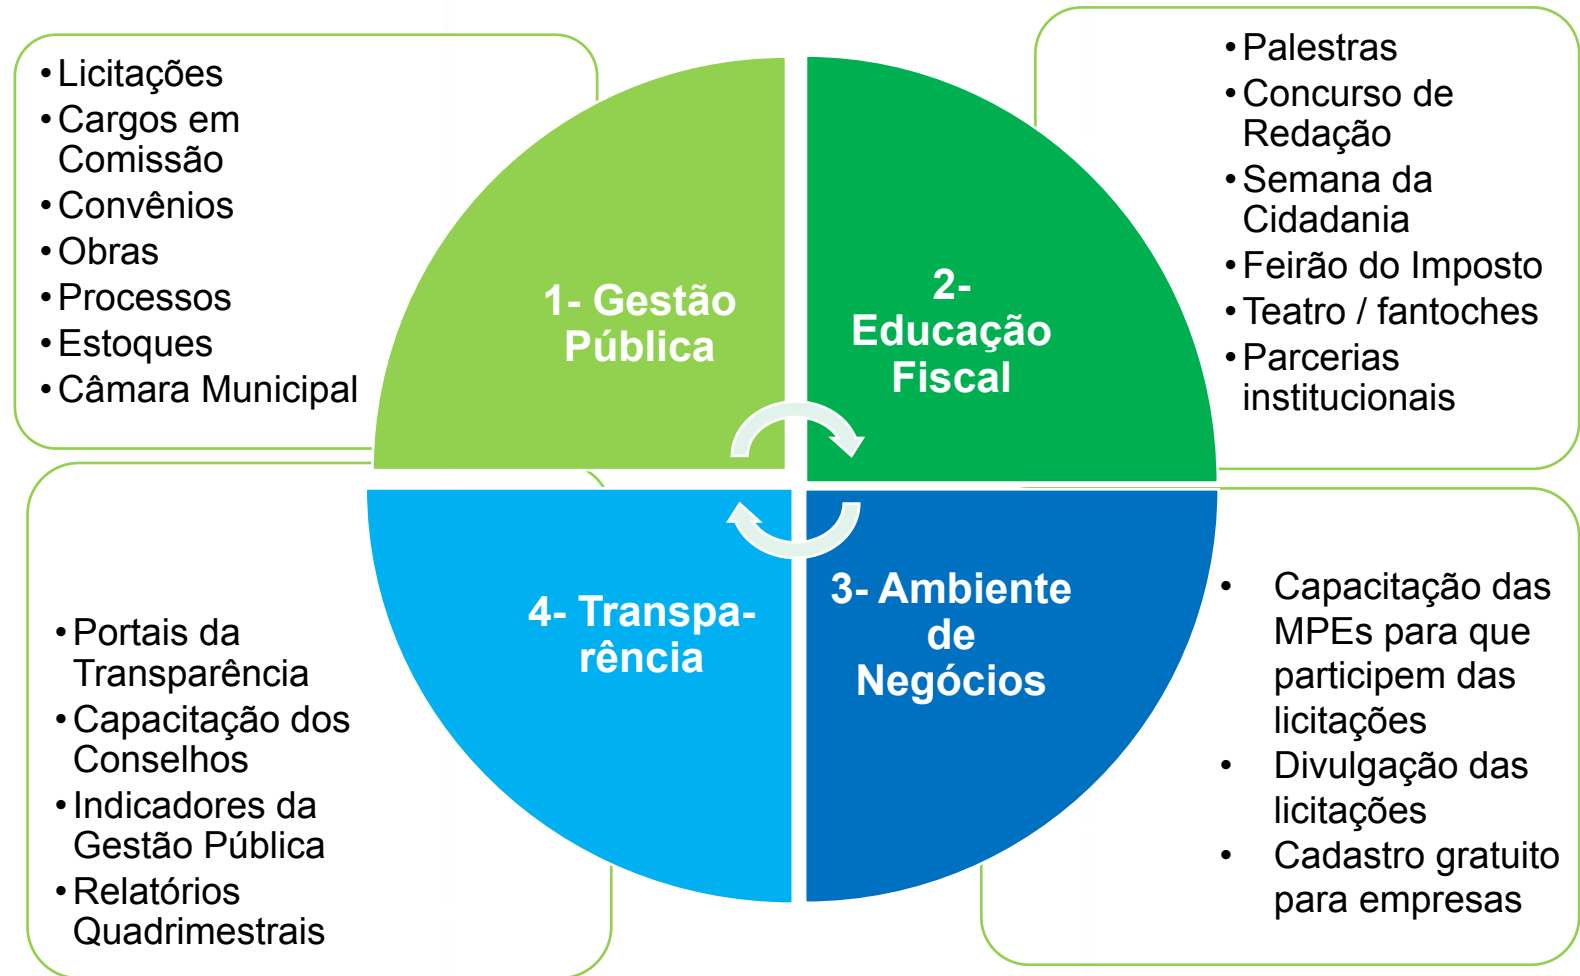 •Licitações
•Cargos em
Comissão
•Convênios
•Obras
•Processos
•Estoques
•Câmara Municipal
1- Gestão
Pública
2-
Educação
Fiscal
•Palestras
•Concurso de
Redação
•Semana da
Cidadania
•Feirão do Imposto
•Teatro / fantoches
•Parcerias
institucionais
•Portais da
Transparência
•Capacitação dos
Conselhos
•Indicadores da
Gestão Pública
•Relatórios
Quadrimestrais
4- Transpa-
rência
3- Ambiente
de
Negócios
• Capacitação das
MPEs para que
participem das
licitações
• Divulgação das
licitações
• Cadastro gratuito
para empresas